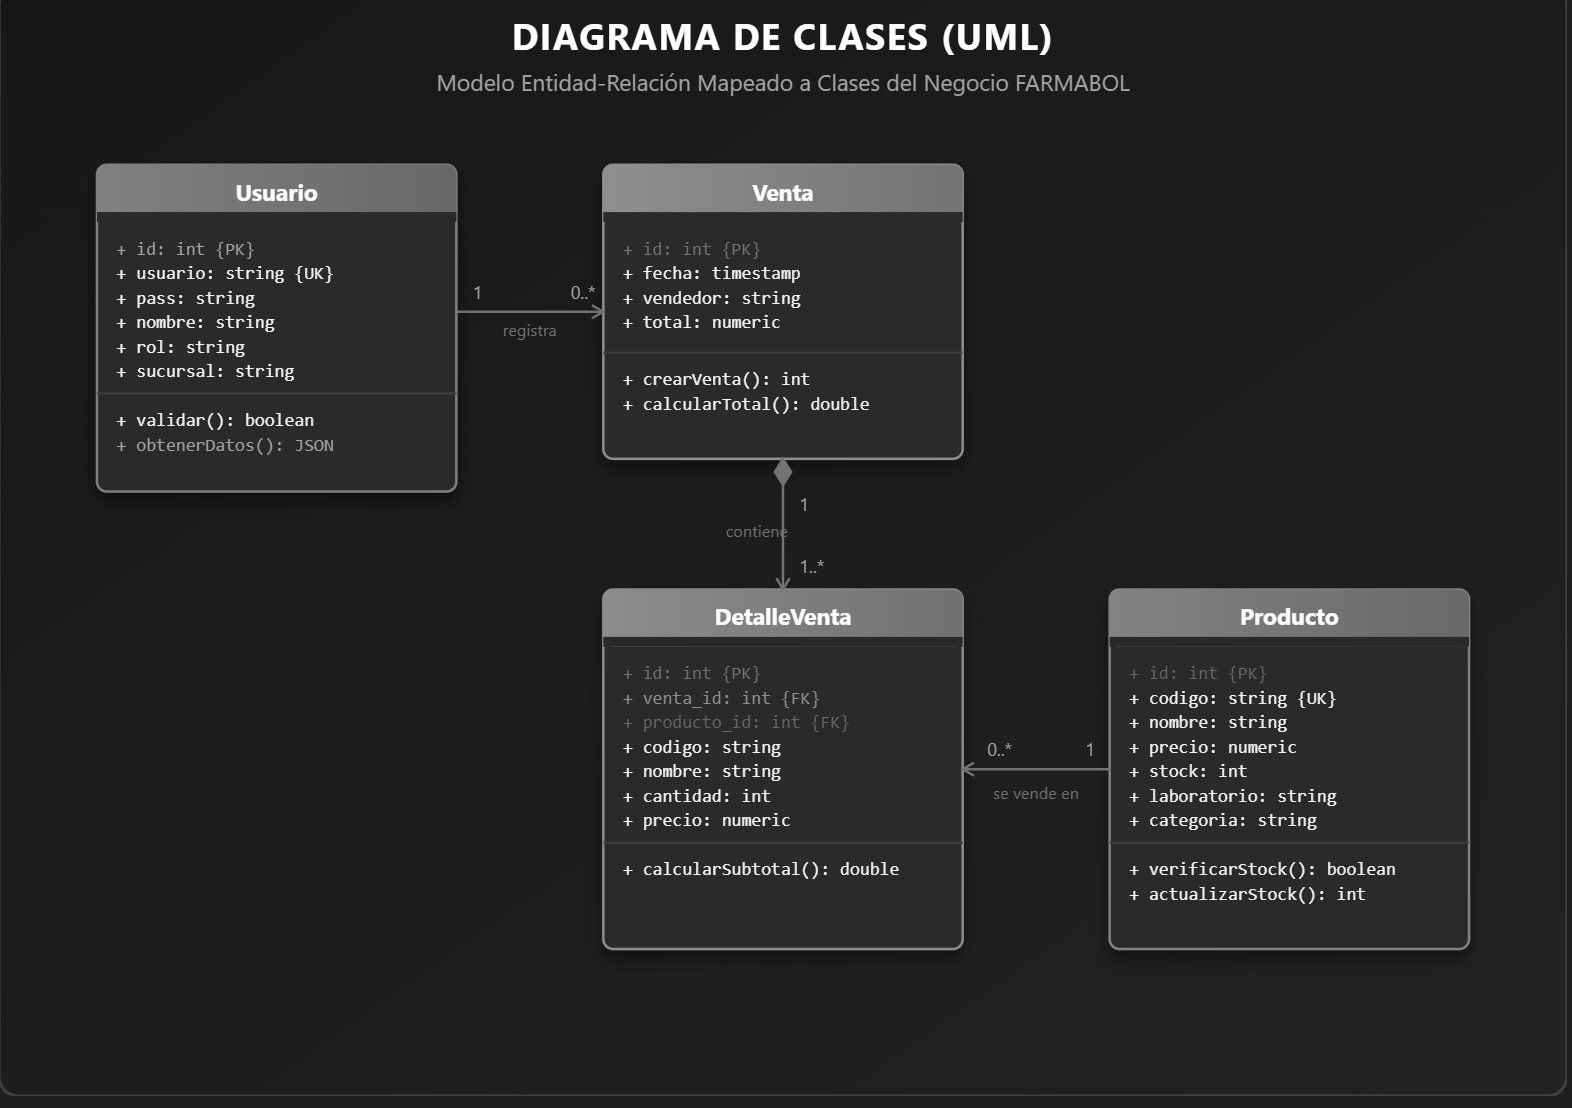 DIAGRAMA DE CLASES (UML)
Modelo Entidad-Relación Mapeado a Clases del Negocio FARMABOL
Usuario
+ id: int {PK}
+ usuario: string {UK}
+ pass: string
+ nombre: string
+ rol: string
+ sucursal: string
+ validar(): boolean
+ obtenerDatos(): JSON
1
0..*
registra
Venta
+ id: int {PK}
+ fecha: timestamp
+ vendedor: string
+ total: numeric
+ crearVenta(): int
+ calcularTotal(): double
1
contiene
1..*
DetalleVenta
+ id: int {PK}
+ venta_id: int {FK}
+ producto_id: int {FK}
+ codigo: string
+ nombre: string
+ cantidad: int
+ precio: numeric
+ calcularSubtotal(): double
0..*
1
se vende en
Producto
+ id: int {PK}
+ codigo: string {UK}
+ nombre: string
+ precio: numeric
+ stock: int
+ laboratorio: string
+ categoria: string
+ verificarStock(): boolean
+ actualizarStock(): int